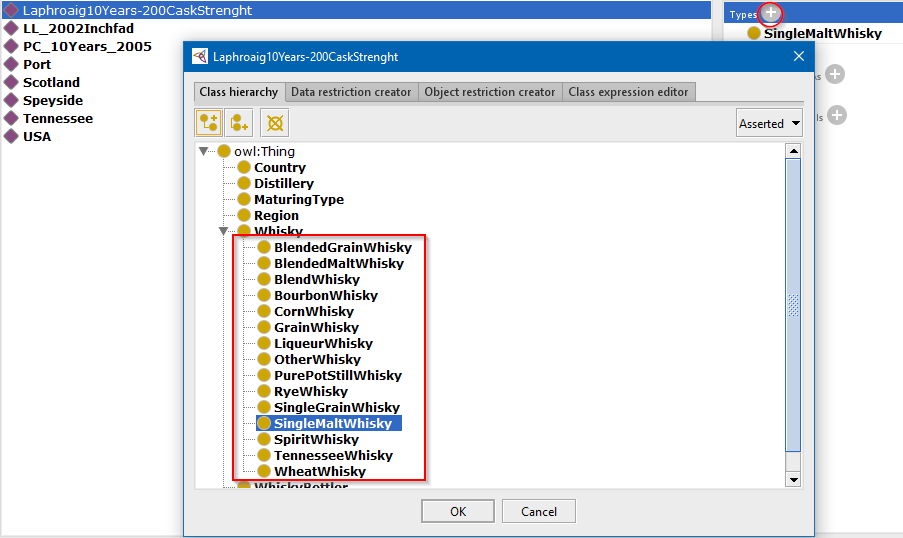 Laphroaig10Years-200CaskStrenght
LL_2002Inchfad
PC_10Years_2005
Port
Scotland
Speyside
Tennessee
USA
Types
SingleMaltWhisky
ls
Laphroaig10Years-200CaskStrenght
Class hierarchy
Data restriction creator
Object restriction creator
Class expression editor
Asserted
owl:Thing
Country
Distillery
MaturingType
Region
Whisky
BlendedGrainWhisky
BlendedMaltWhisky
BlendWhisky
BourbonWhisky
CornWhisky
GrainWhisky
LiqueurWhisky
OtherWhisky
PurePotStillWhisky
RyeWhisky
SingleGrainWhisky
SingleMaltWhisky
SpiritWhisky
TennesseeWhisky
WheatWhisky
WhiskyBottler
OK
Cancel